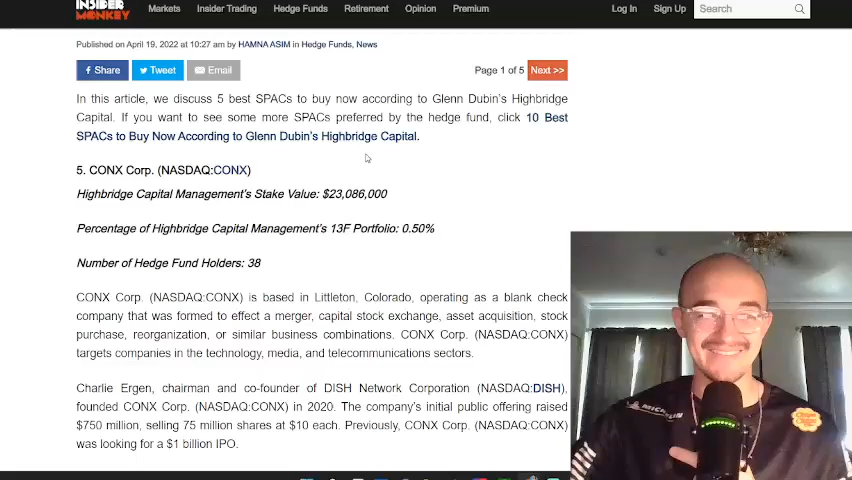 INSIDER
MONKEY
Markets Insider Trading Hedge Funds Retirement Opinion Premium Log In Sign Up Search
Published on April 19, 2022 at 10:27 am by HAMNA ASIM in Hedge Funds, News
Share Tweet Email Page 1 of 5 Next >>
In this article, we discuss 5 best SPACs to buy now according to Glenn Dubin's Highbridge
Capital. If you want to see some more SPACs preferred by the hedge fund, click 10 Best
SPACs to Buy Now According to Glenn Dubin's Highbridge Capital.
5. CONX Corp. (NASDAQ:CONX)
Highbridge Capital Management's Stake Value: $23,086,000
Percentage of Highbridge Capital Management's 13F Portfolio: 0.50%
Number of Hedge Fund Holders: 38
CONX Corp. (NASDAQ:CONX) is based in Littleton, Colorado, operating as a blank check
company that was formed to effect a merger, capital stock exchange, asset acquisition, stock
purchase, reorganization, or similar business combinations. CONX Corp. (NASDAQ:CONX)
targets companies in the technology, media, and telecommunications sectors.
Charlie Ergen, chairman and co-founder of DISH Network Corporation (NASDAQ:DISH),
founded CONX Corp. (NASDAQ:CONX) in 2020. The company's initial public offering raised
$750 million, selling 75 million shares at $10 each. Previously, CONX Corp. (NASDAQ:CONX)
was looking for a $1 billion IPO.
MICHELIN